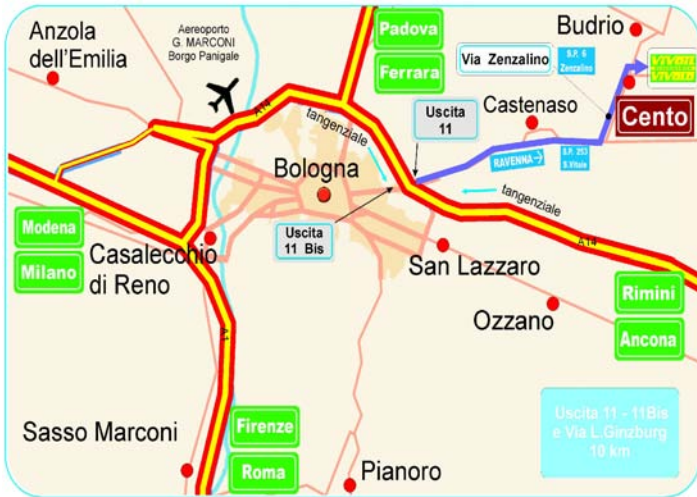 Anzola
dell'Emilia
Aereoporto
G. MARCONI
Borgo Panigale
Padova
Ferrara
Budrio
Via Zenzalino
S.P. 6
Zenzalino
Cento
Uscita
11
Castenaso
A14
tangenziale
RAVENNA
S.P. 253
S.Vitale
Bologna
Uscita
11 Bis
tangenziale
A14
Modena
Milano
Casalecchio
di Reno
San Lazzaro
Ozzano
Rimini
Ancona
A1
Sasso Marconi
Firenze
Roma
Pianoro
Uscita 11 - 11Bis
e Via L.Ginzburg
10 km